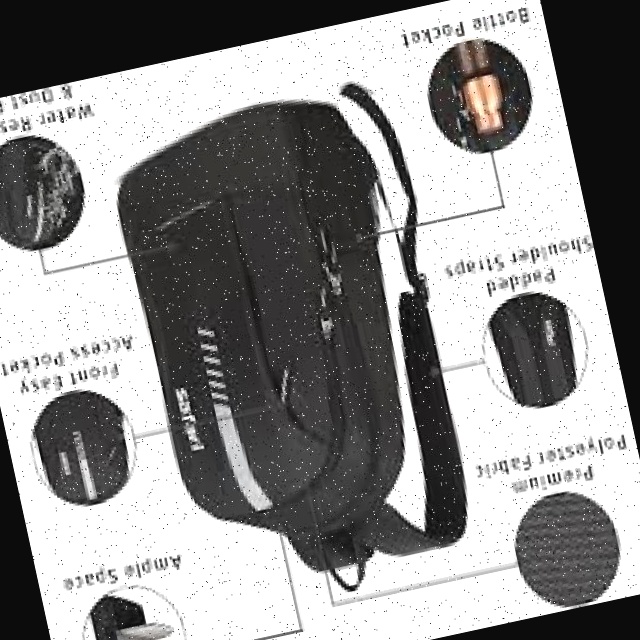 Ample Space
Premium
Polyester Fabric
Front Easy
Access Pocket
Padded
Shoulder Straps
Water
& Dust
Bottle Pocket